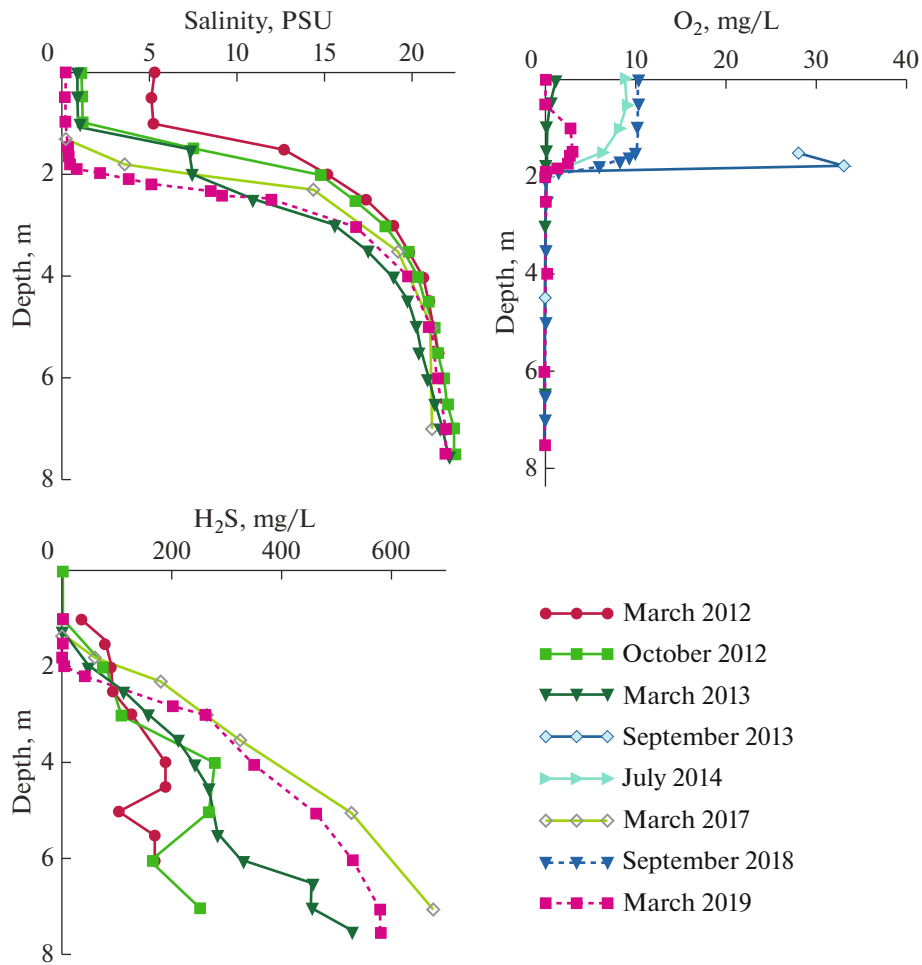 Salinity, PSU
0 5 10 15 20
2
4
6
8
Depth, m
O₂, mg/L
0 10 20 30 40
2
4
6
8
Depth, m
H₂S, mg/L
0 200 400 600
2
4
6
8
Depth, m
March 2012
October 2012
March 2013
September 2013
July 2014
March 2017
September 2018
March 2019